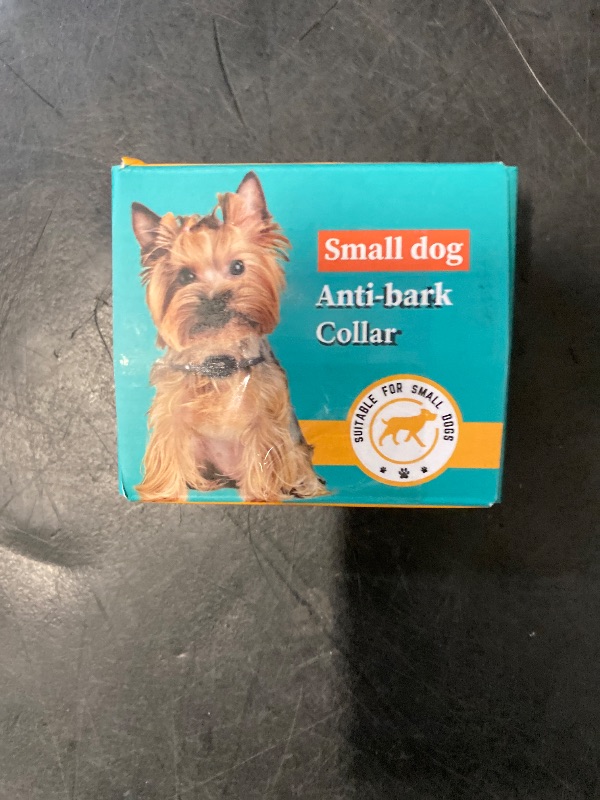 Small dog
Anti-bark
Collar
SUITABLE FOR SMALL DOGS